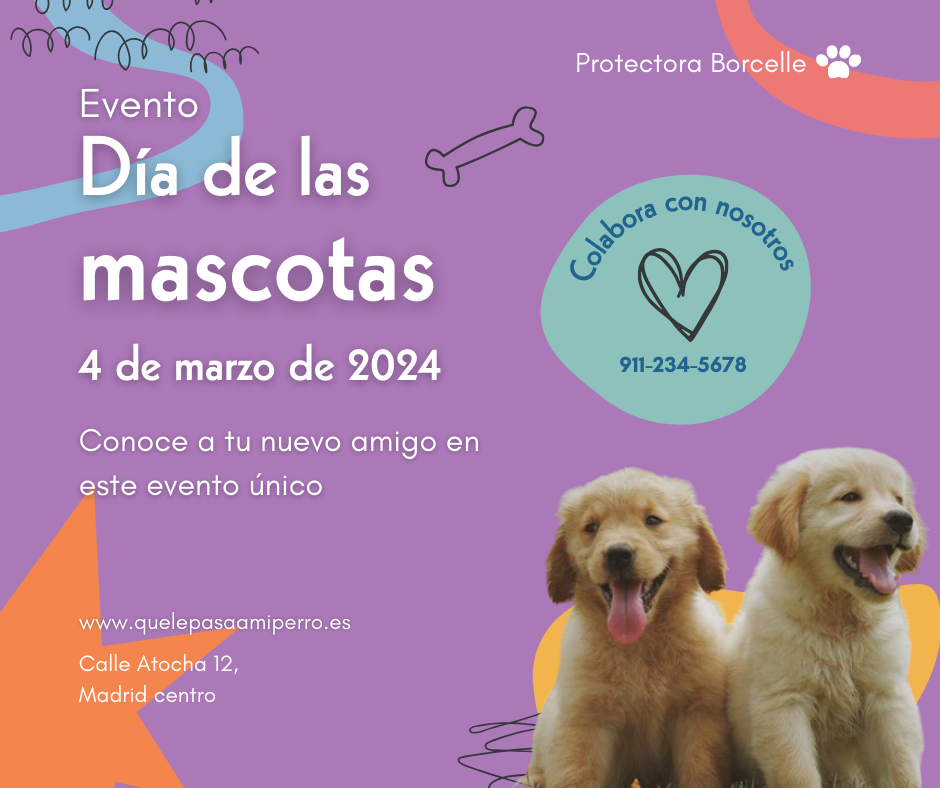 Protectora Borcelle
Evento
Día de las
mascotas
4 de marzo de 2024
Conoce a tu nuevo amigo en
este evento único
Colabora con nosotros
911-234-5678
www.quelepasaamiperro.es
Calle Atocha 12,
Madrid centro